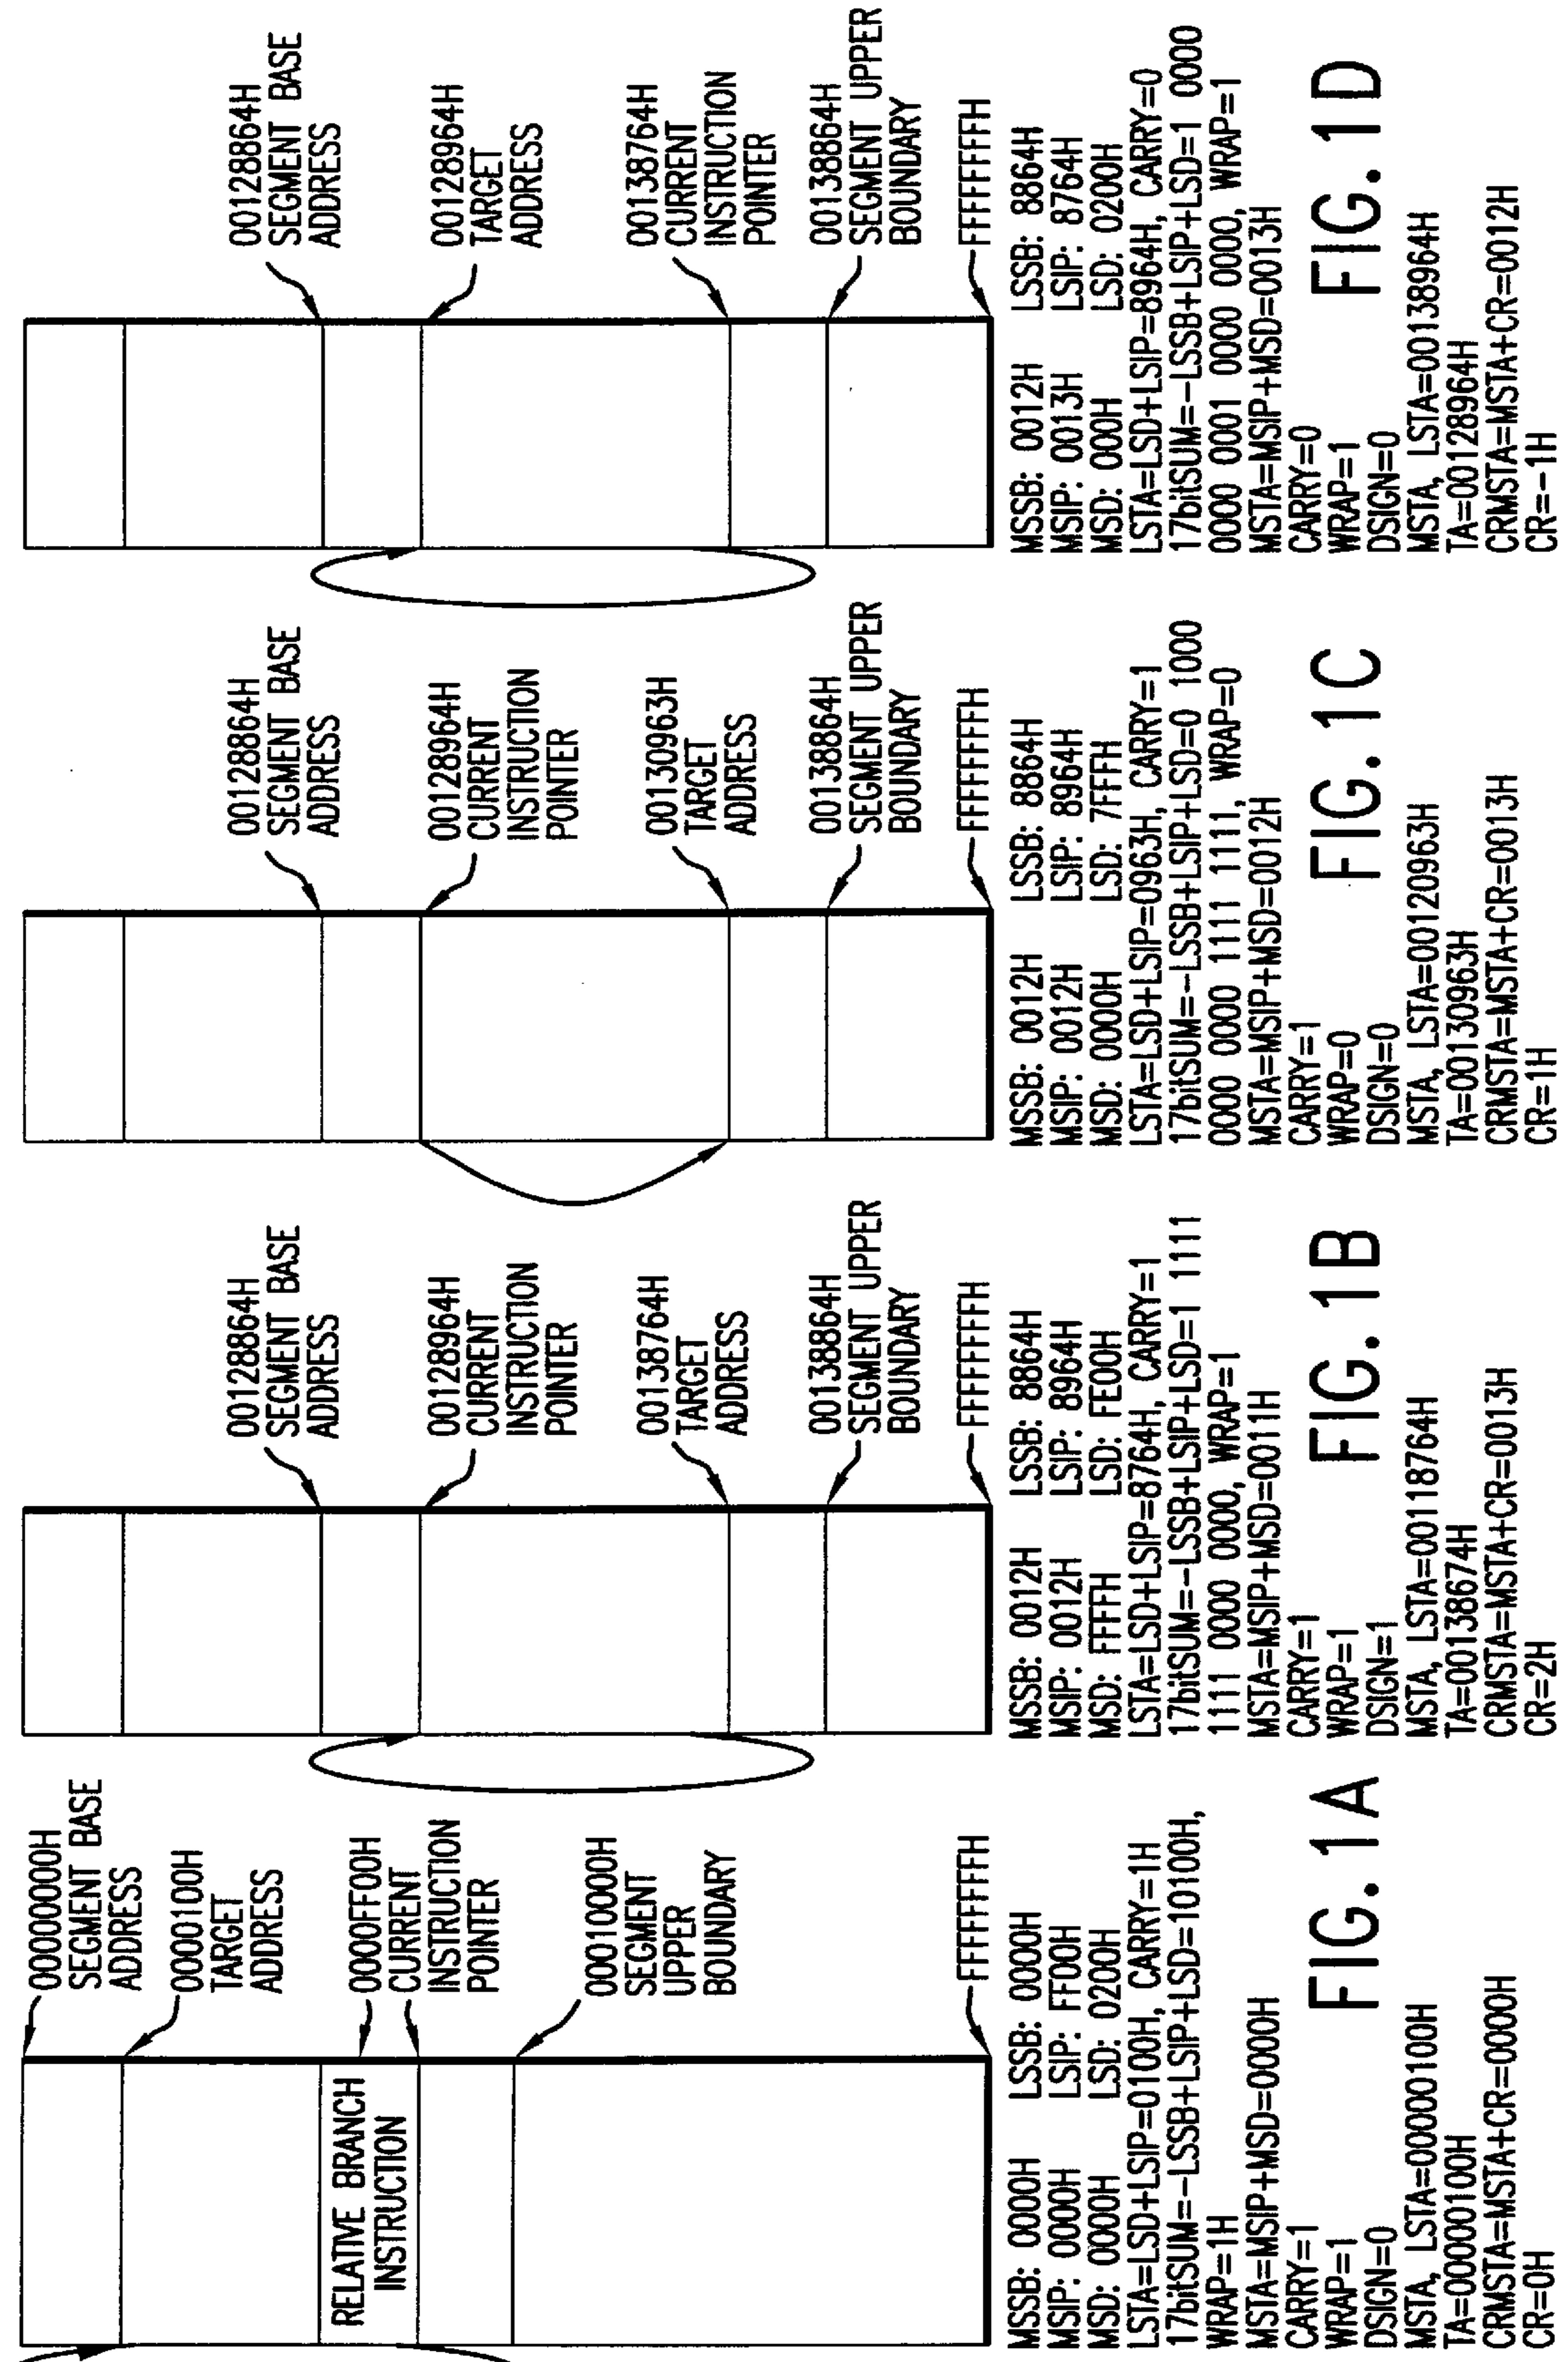 00000000H
SEGMENT BASE
ADDRESS
0000100H
TARGET
ADDRESS
RELATIVE BRANCH
INSTRUCTION
0000FF00H
CURRENT
INSTRUCTION
POINTER
00010000H
SEGMENT
UPPER
BOUNDARY
FFFFFFFFH
MSSB: 0000H LSSB: 0000H
MSIP: 0000H LSIP: FF00H
MSD: 0000H LSD: 0200H
LSTA=LSD+LSIP=0100H, CARRY=1H
17bitSUM=-LSSB+LSIP+LSD=10100H,
WRAP=1H
MSTA=MSIP+MSD=0000H
CARRY=1
WRAP=1
DSIGN=0
MSTA, LSTA=00000100H
TA=00000100H
CRMSTA=MSTA+CR=0000H
CR=0H
FIG. 1A
00128864H
SEGMENT BASE
ADDRESS
00128964H
CURRENT
INSTRUCTION
POINTER
00138764H
TARGET
ADDRESS
00138864H
SEGMENT UPPER
BOUNDARY
FFFFFFFFH
MSSB: 0012H LSSB: 8864H
MSIP: 0012H LSIP: 8964H
MSD: FFFFH LSD: FE00H
LSTA=LSD+LSIP=8764H, CARRY=1
17bitSUM=-LSSB+LSIP+LSD=1 1111
1111 0000 0000, WRAP=1
MSTA=MSIP+MSD=0011H
CARRY=1
WRAP=1
DSIGN=1
MSTA, LSTA=00118764H
TA=00138674H
CRMSTA=MSTA+CR=0013H
CR=2H
FIG. 1B
00128864H
SEGMENT BASE
ADDRESS
00128964H
CURRENT
INSTRUCTION
POINTER
00130963H
TARGET
ADDRESS
00138864H
SEGMENT UPPER
BOUNDARY
FFFFFFFFH
MSSB: 0012H LSSB: 8864H
MSIP: 0012H LSIP: 8964H
MSD: 0000H LSD: 7FFFH
LSTA=LSD+LSIP=0963H, CARRY=1
17bitSUM=-LSSB+LSIP+LSD=0 1000
0000 0000 1111 1111, WRAP=0
MSTA=MSIP+MSD=0012H
CARRY=1
WRAP=0
DSIGN=0
MSTA, LSTA=00120963H
TA=00130963H
CRMSTA=MSTA+CR=0013H
CR=1H
FIG. 1C
00128864H
SEGMENT BASE
ADDRESS
00128964H
TARGET
ADDRESS
00138764H
CURRENT
INSTRUCTION
POINTER
00138864H
SEGMENT UPPER
BOUNDARY
FFFFFFFFH
MSSB: 0012H LSSB: 8864H
MSIP: 0013H LSIP: 8764H
MSD: 000H LSD: 0200H
LSTA=LSD+LSIP=8964H, CARRY=0
17bitSUM=-LSSB+LSIP+LSD=1 0000
0000 0001 0000 0000, WRAP=1
MSTA=MSIP+MSD=0013H
CARRY=0
WRAP=1
DSIGN=0
MSTA, LSTA=00138964H
TA=00128964H
CRMSTA=MSTA+CR=0012H
CR=-1H
FIG. 1D